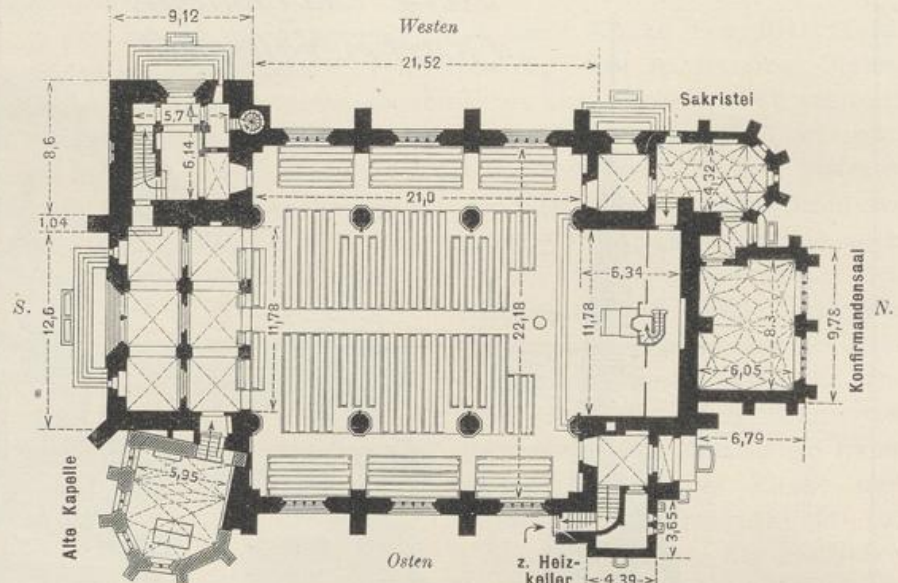 9,12
Westen
21,52
Sakristei
5,7
8,6
6,14
4,32
21,0
1,04
6,34
S.
12,6
11,78
22,18
11,78
8,3
9,78
N.
Konfirmandensaal
6,05
6,79
Alte Kapelle
5,95
3,65
Osten
z. Heiz-
keller
4,39